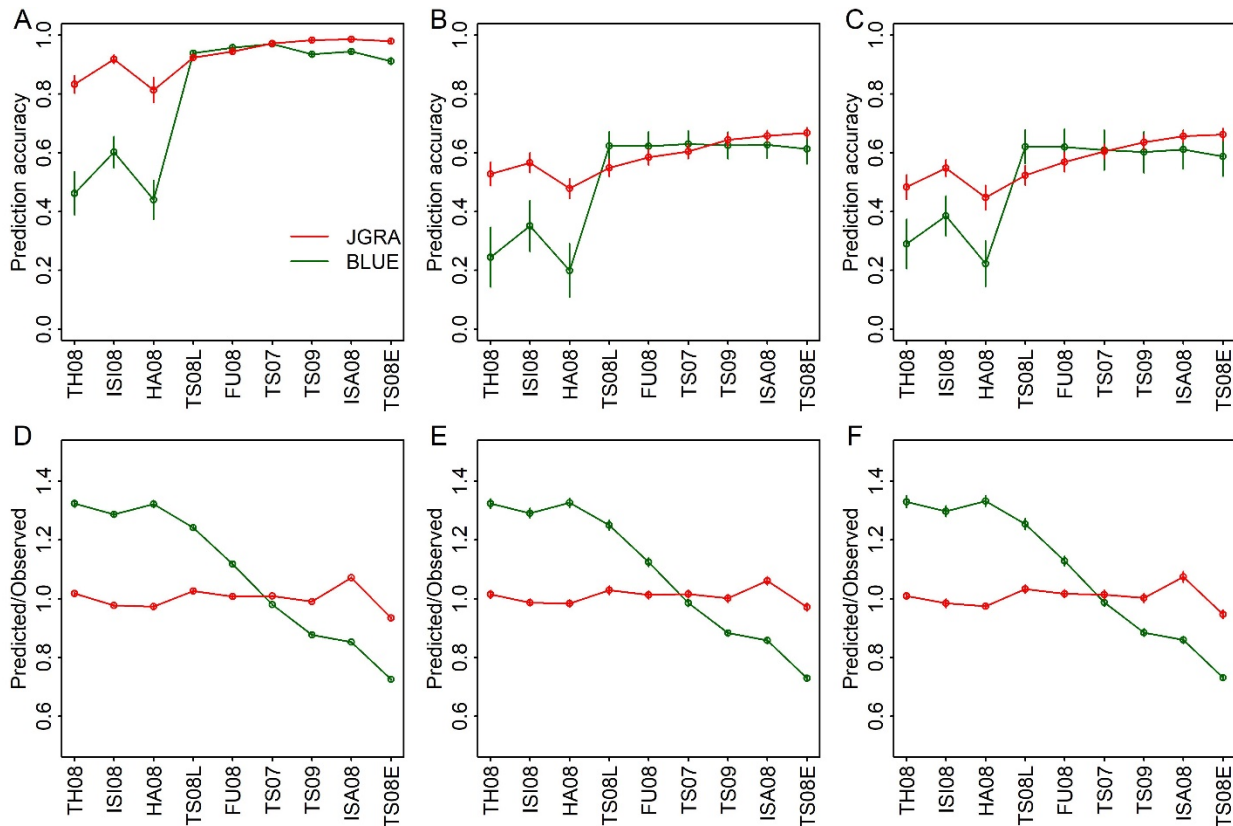 A
Prediction accuracy
0.0 0.2 0.4 0.6 0.8 1.0
JGRA
BLUE
TH08 ISI08 HA08 TS08L FU08 TS07 TS09 ISA08 TS08E
B
Prediction accuracy
0.0 0.2 0.4 0.6 0.8 1.0
TH08 ISI08 HA08 TS08L FU08 TS07 TS09 ISA08 TS08E
C
Prediction accuracy
0.0 0.2 0.4 0.6 0.8 1.0
TH08 ISI08 HA08 TS08L FU08 TS07 TS09 ISA08 TS08E
D
Predicted/Observed
0.6 0.8 1.0 1.2 1.4
TH08 ISI08 HA08 TS08L FU08 TS07 TS09 ISA08 TS08E
E
Predicted/Observed
0.6 0.8 1.0 1.2 1.4
TH08 ISI08 HA08 TS08L FU08 TS07 TS09 ISA08 TS08E
F
Predicted/Observed
0.6 0.8 1.0 1.2 1.4
TH08 ISI08 HA08 TS08L FU08 TS07 TS09 ISA08 TS08E